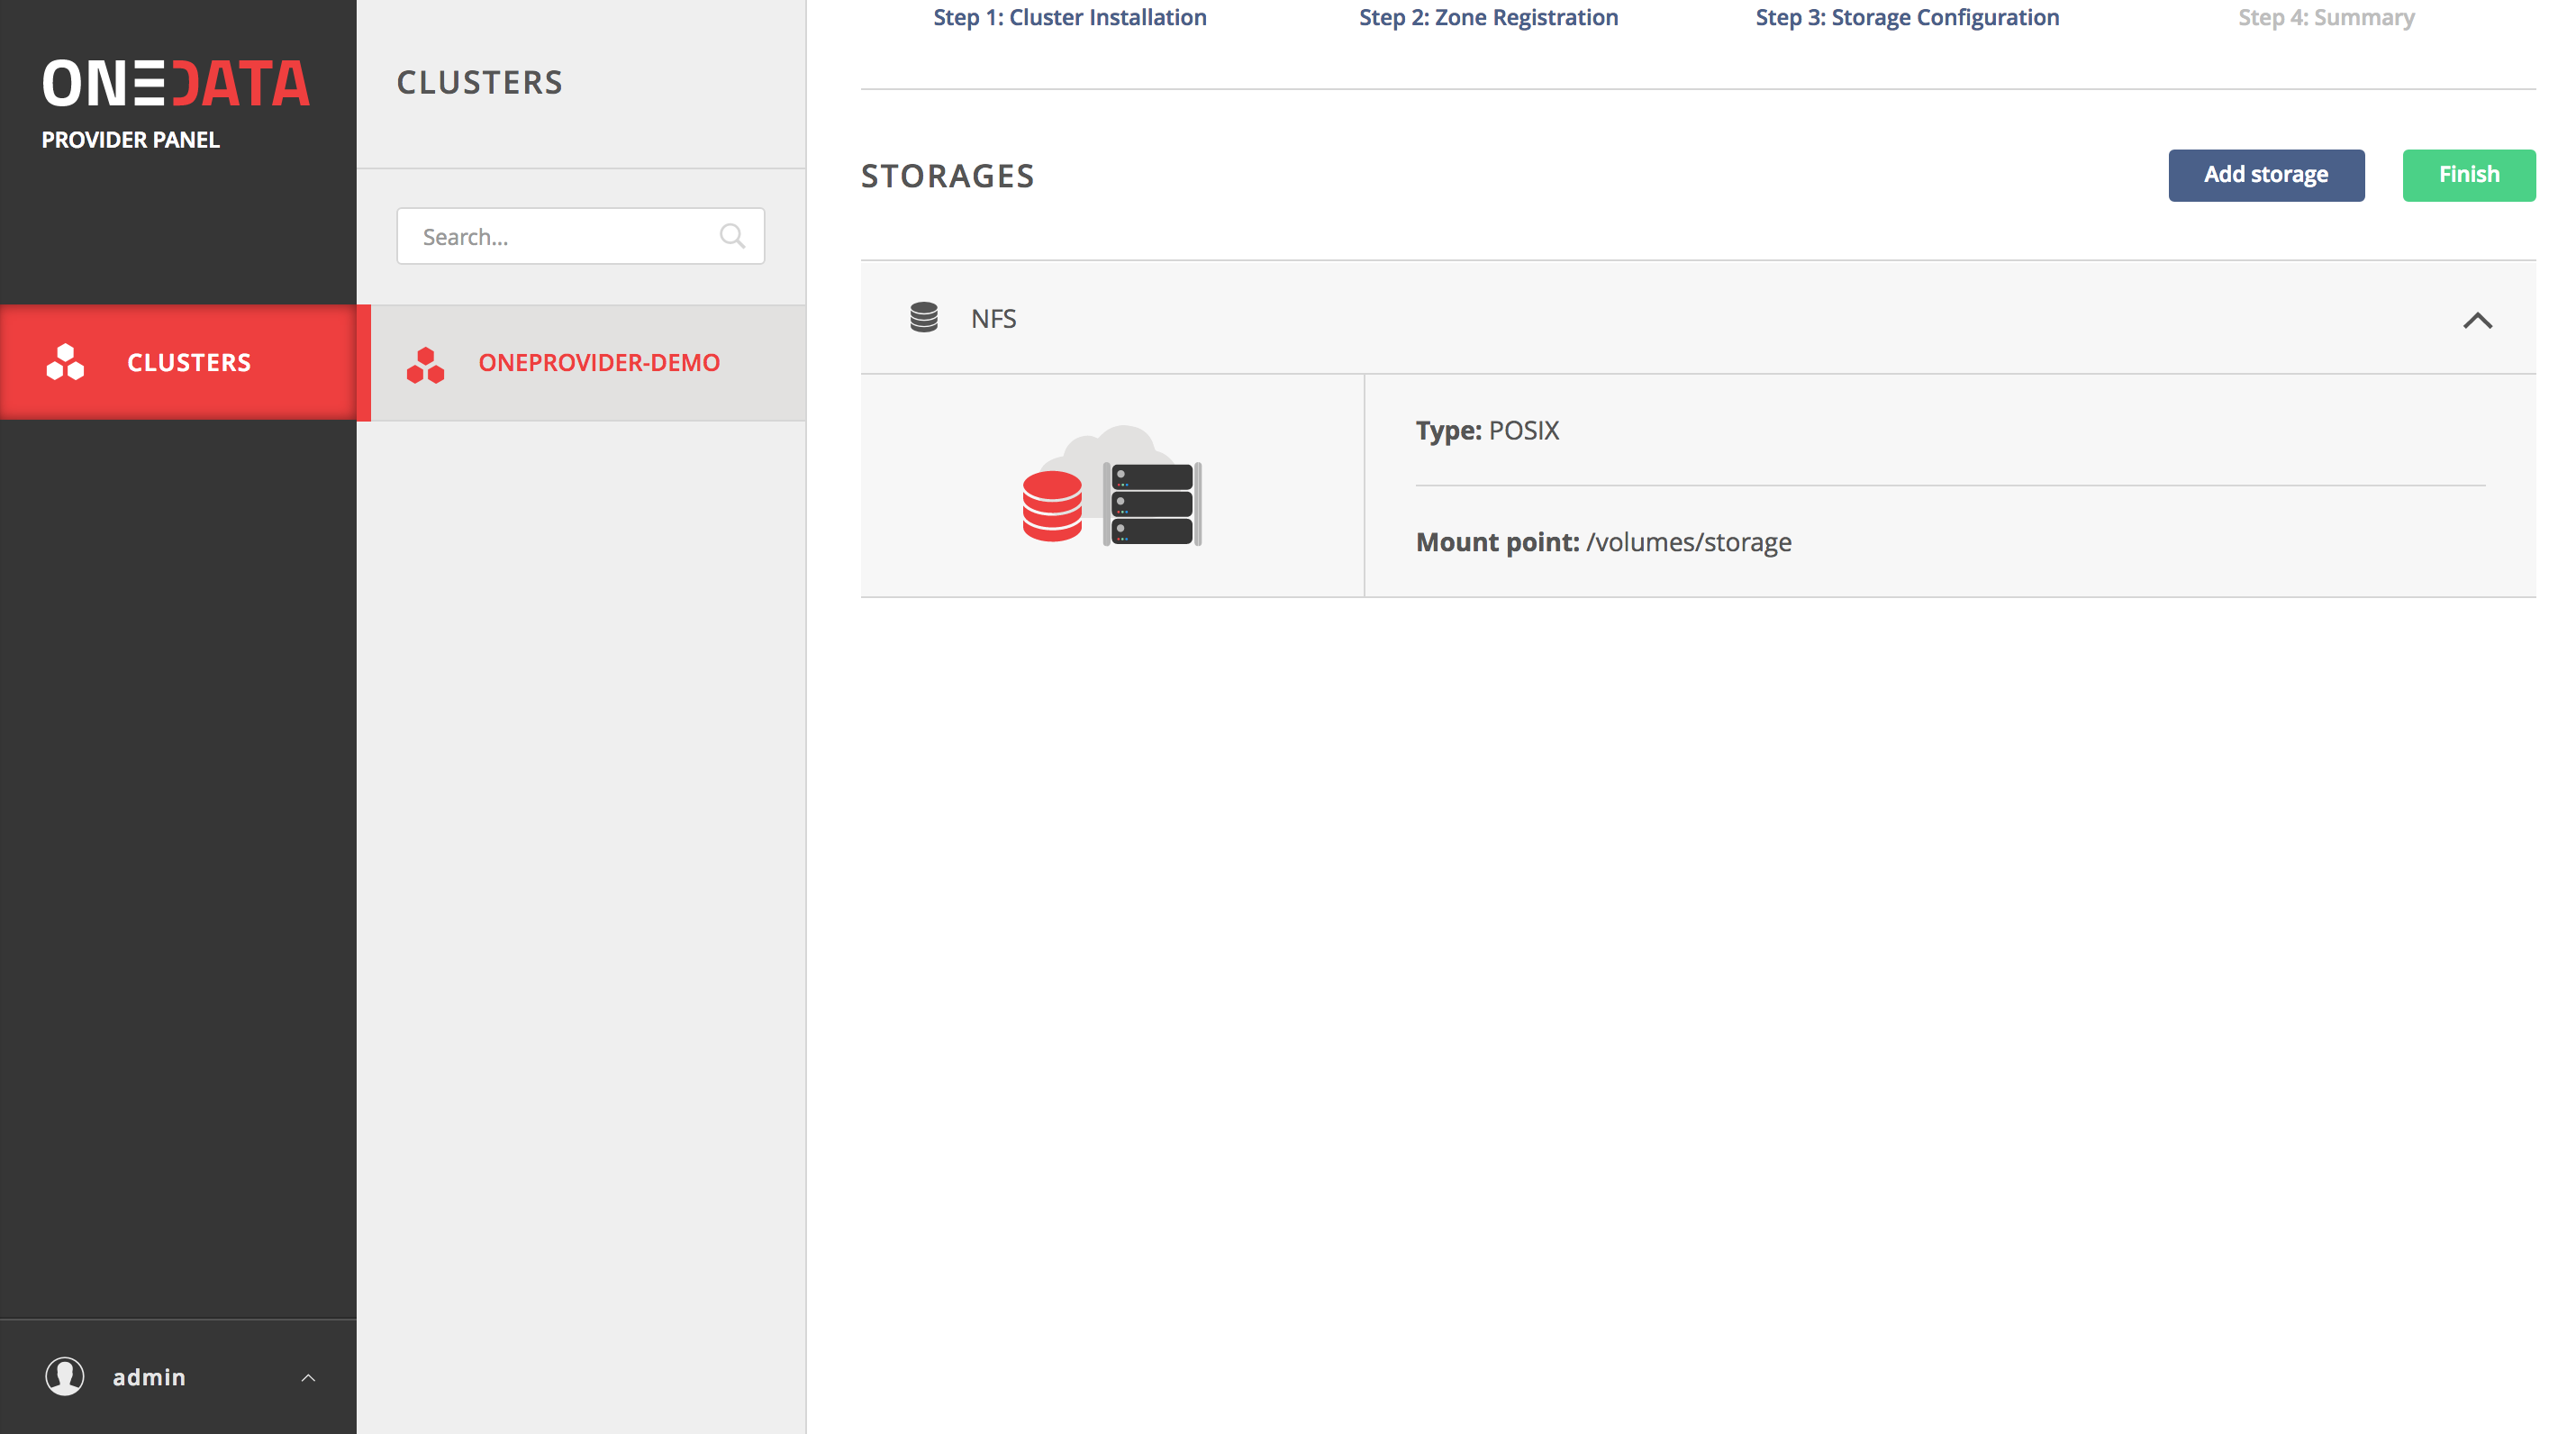 ONEDATA
PROVIDER PANEL
CLUSTERS
admin
CLUSTERS
Search...
ONEPROVIDER-DEMO
Step 1: Cluster Installation
Step 2: Zone Registration
Step 3: Storage Configuration
Step 4: Summary
STORAGES
Add storage
Finish
NFS
Type: POSIX
Mount point: /volumes/storage